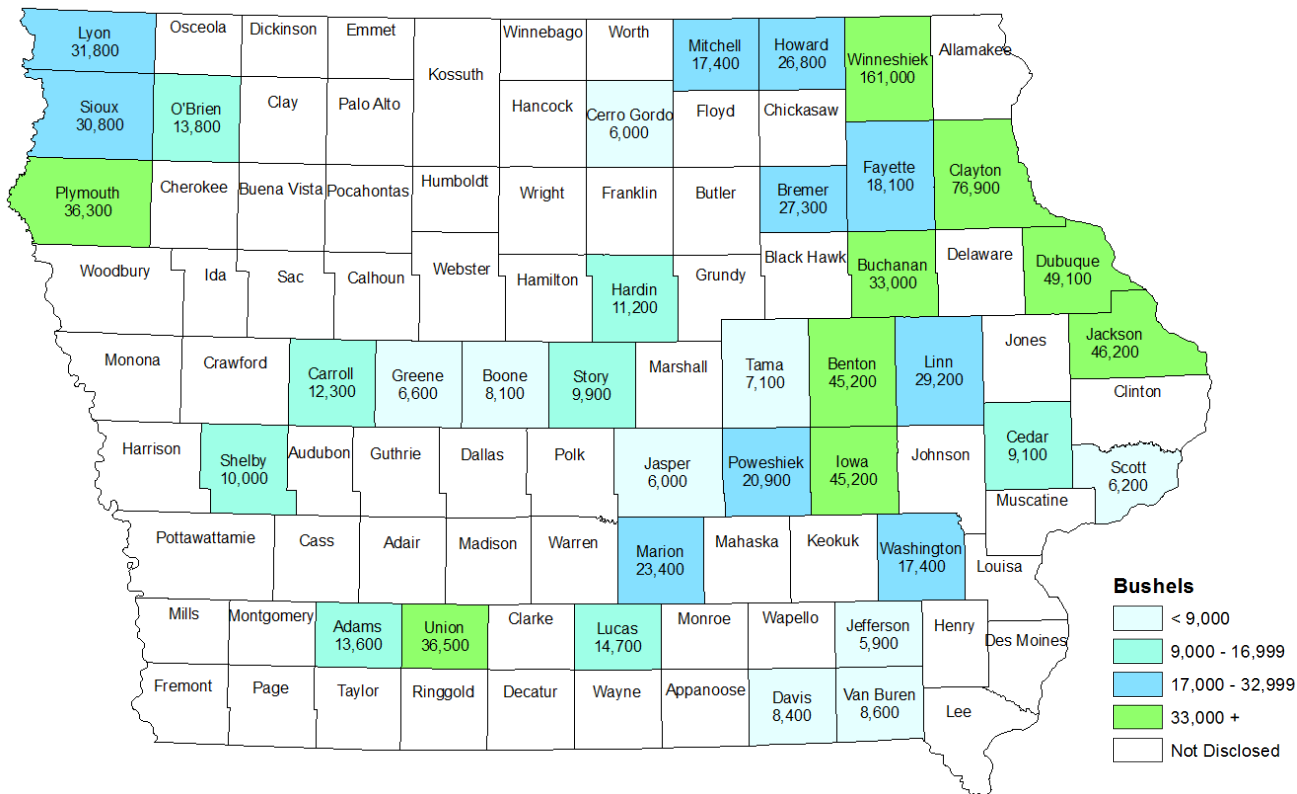 Lyon
31,800
Osceola
Dickinson
Emmet
Kossuth
Winnebago
Worth
Mitchell
17,400
Howard
26,800
Winneshiek
161,000
Allamakee
Sioux
30,800
O'Brien
13,800
Clay
Palo Alto
Hancock
Cerro Gordo
6,000
Floyd
Chickasaw
Fayette
18,100
Clayton
76,900
Plymouth
36,300
Cherokee
Buena Vista
Pocahontas
Humboldt
Wright
Franklin
Butler
Bremer
27,300
Woodbury
Ida
Sac
Calhoun
Webster
Hamilton
Hardin
11,200
Grundy
Black Hawk
Buchanan
33,000
Delaware
Dubuque
49,100
Monona
Crawford
Carroll
12,300
Greene
6,600
Boone
8,100
Story
9,900
Marshall
Tama
7,100
Benton
45,200
Linn
29,200
Jones
Jackson
46,200
Clinton
Harrison
Shelby
10,000
Audubon
Guthrie
Dallas
Polk
Jasper
6,000
Poweshiek
20,900
Iowa
45,200
Johnson
Cedar
9,100
Scott
6,200
Muscatine
Pottawattamie
Cass
Adair
Madison
Warren
Marion
23,400
Mahaska
Keokuk
Washington
17,400
Louisa
Mills
Montgomery
Adams
13,600
Union
36,500
Clarke
Lucas
14,700
Monroe
Wapello
Jefferson
5,900
Henry
Des Moines
Fremont
Page
Taylor
Ringgold
Decatur
Wayne
Appanoose
Davis
8,400
Van Buren
8,600
Lee
Bushels
< 9,000
9,000 - 16,999
17,000 - 32,999
33,000 +
Not Disclosed